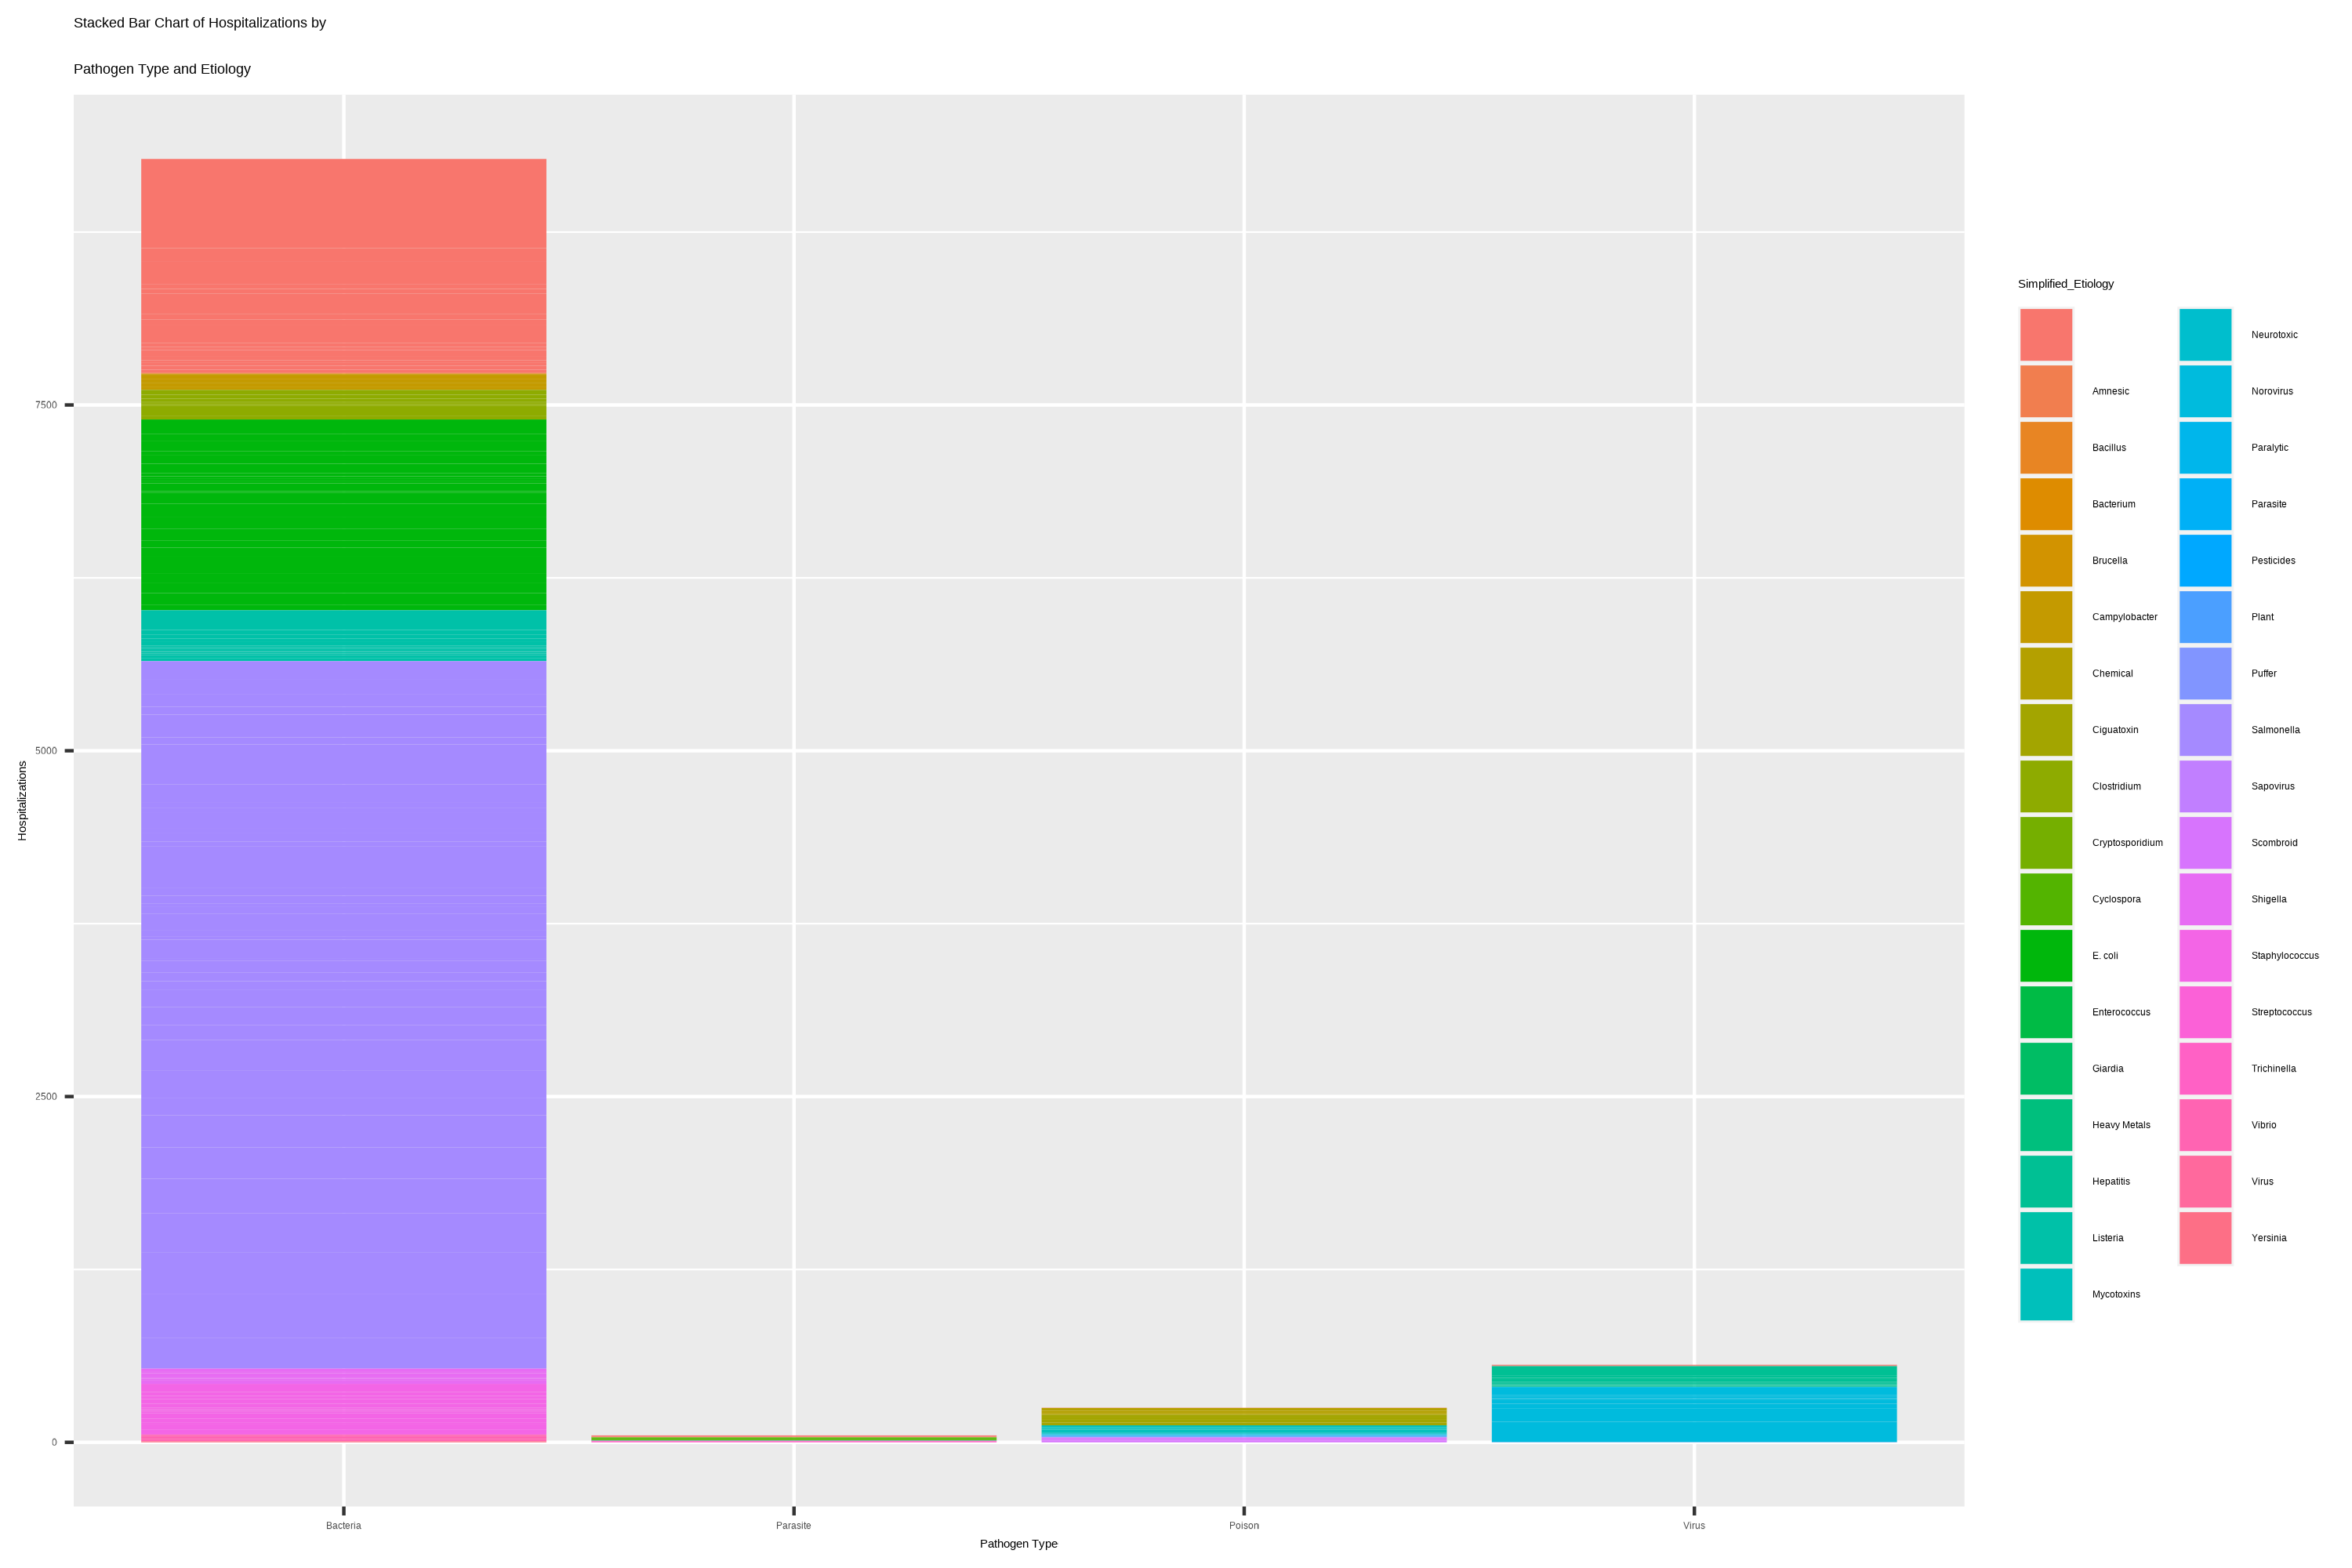 Stacked Bar Chart of Hospitalizations by
Pathogen Type and Etiology
Hospitalizations
7500
5000
2500
0
Bacteria
Parasite
Poison
Virus
Pathogen Type
Simplified_Etiology
Amnesic
Bacillus
Bacterium
Brucella
Campylobacter
Chemical
Ciguatoxin
Clostridium
Cryptosporidium
Cyclospora
E. coli
Enterococcus
Giardia
Heavy Metals
Hepatitis
Listeria
Mycotoxins
Neurotoxic
Norovirus
Paralytic
Parasite
Pesticides
Plant
Puffer
Salmonella
Sapovirus
Scombroid
Shigella
Staphylococcus
Streptococcus
Trichinella
Vibrio
Virus
Yersinia